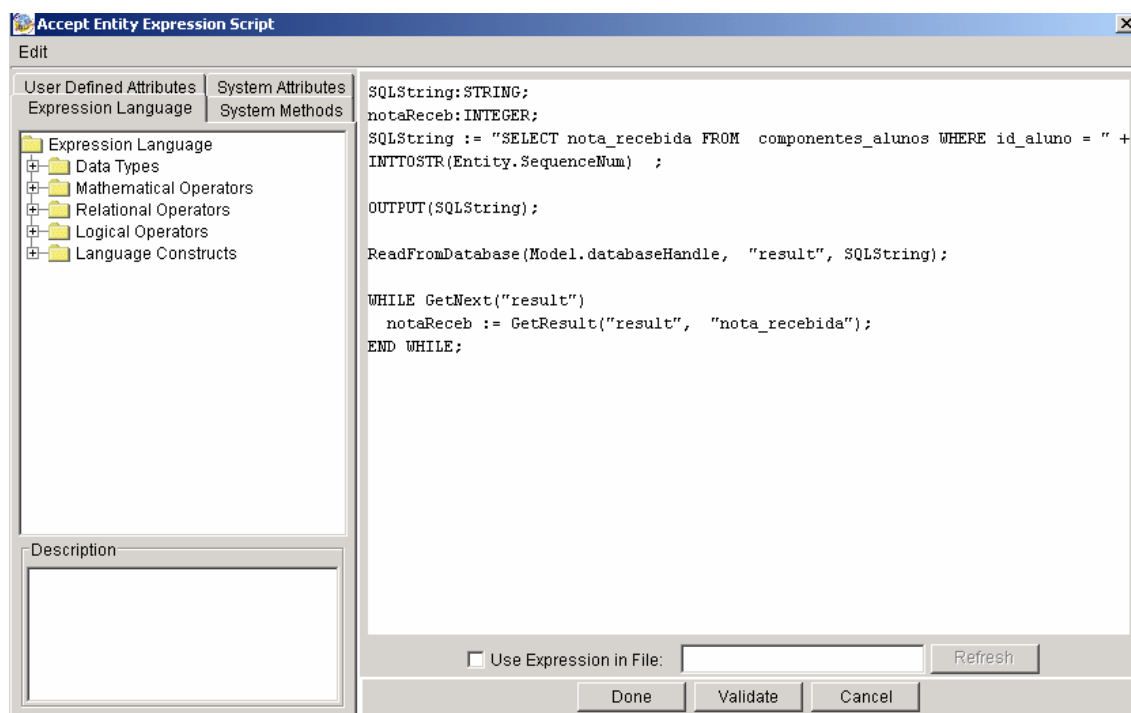 Accept Entity Expression Script
Edit
User Defined Attributes System Attributes
Expression Language System Methods
Expression Language
Data Types
Mathematical Operators
Relational Operators
Logical Operators
Language Constructs
Description
SQLString:STRING;
notaReceb:INTEGER;
SQLString := "SELECT nota_recebida FROM  componentes_alunos WHERE id_aluno = " +
INTTOSTR(Entity.SequenceNum)  ;
OUTPUT(SQLString);
ReadFromDatabase(Model.databaseHandle,  "result", SQLString);
WHILE GetNext("result")
  notaReceb := GetResult("result",  "nota_recebida");
END WHILE;
Use Expression in File: Refresh
Done Validate Cancel